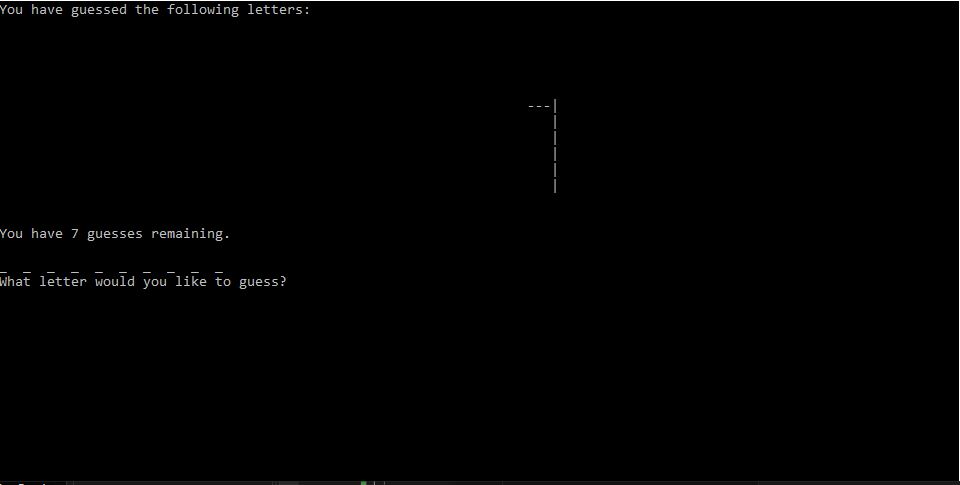 You have guessed the following letters:
---|
|
|
|
|
|
You have 7 guesses remaining.
_ _ _ _ _ _ _ _ _ _
What letter would you like to guess?